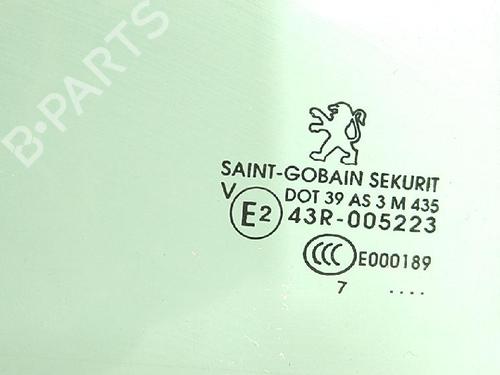 B-PARTS
SAINT-GOBAIN SEKURIT
V
DOT 39 AS 3 M 435
E2 43R-005223
CCC E000189
7 ....